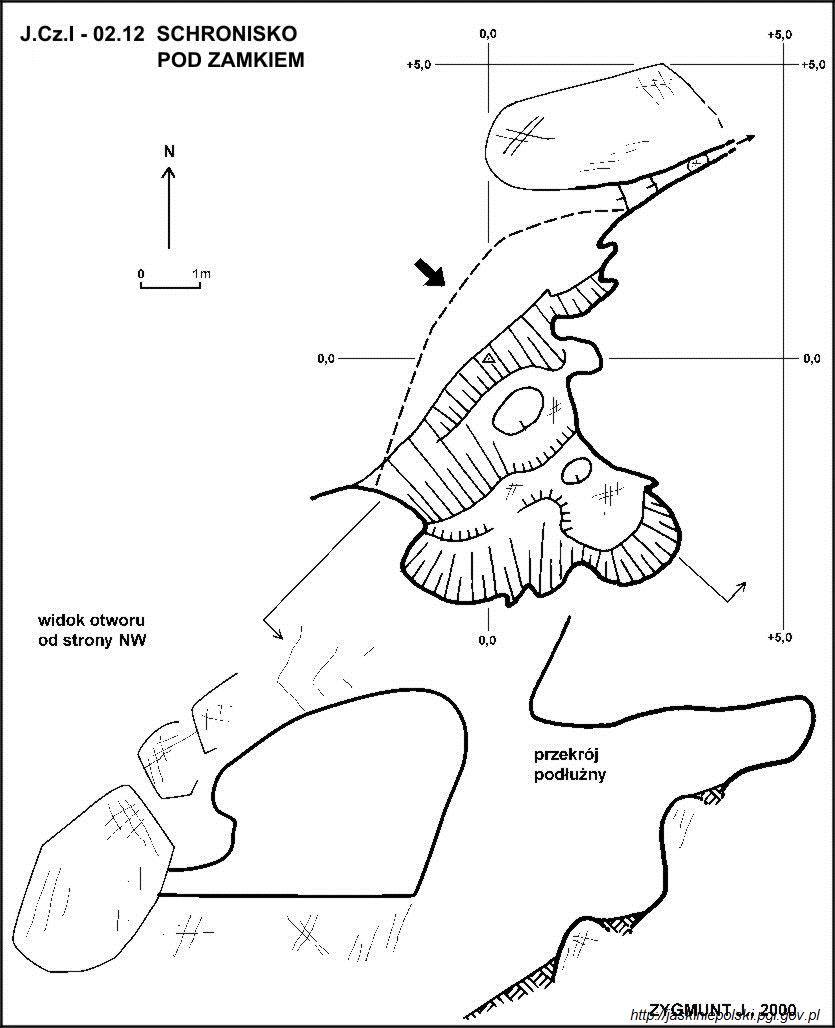 J.Cz.I - 02.12 SCHRONISKO
POD ZAMKIEM
0,0
+5,0
+5,0
+5,0
N
0
1m
0,0
0,0
widok otworu
od strony NW
0,0
+5,0
przekrój
podłużny
ZYGMUNT J., 2000
http://jaskiniepolski.pgi.gov.pl